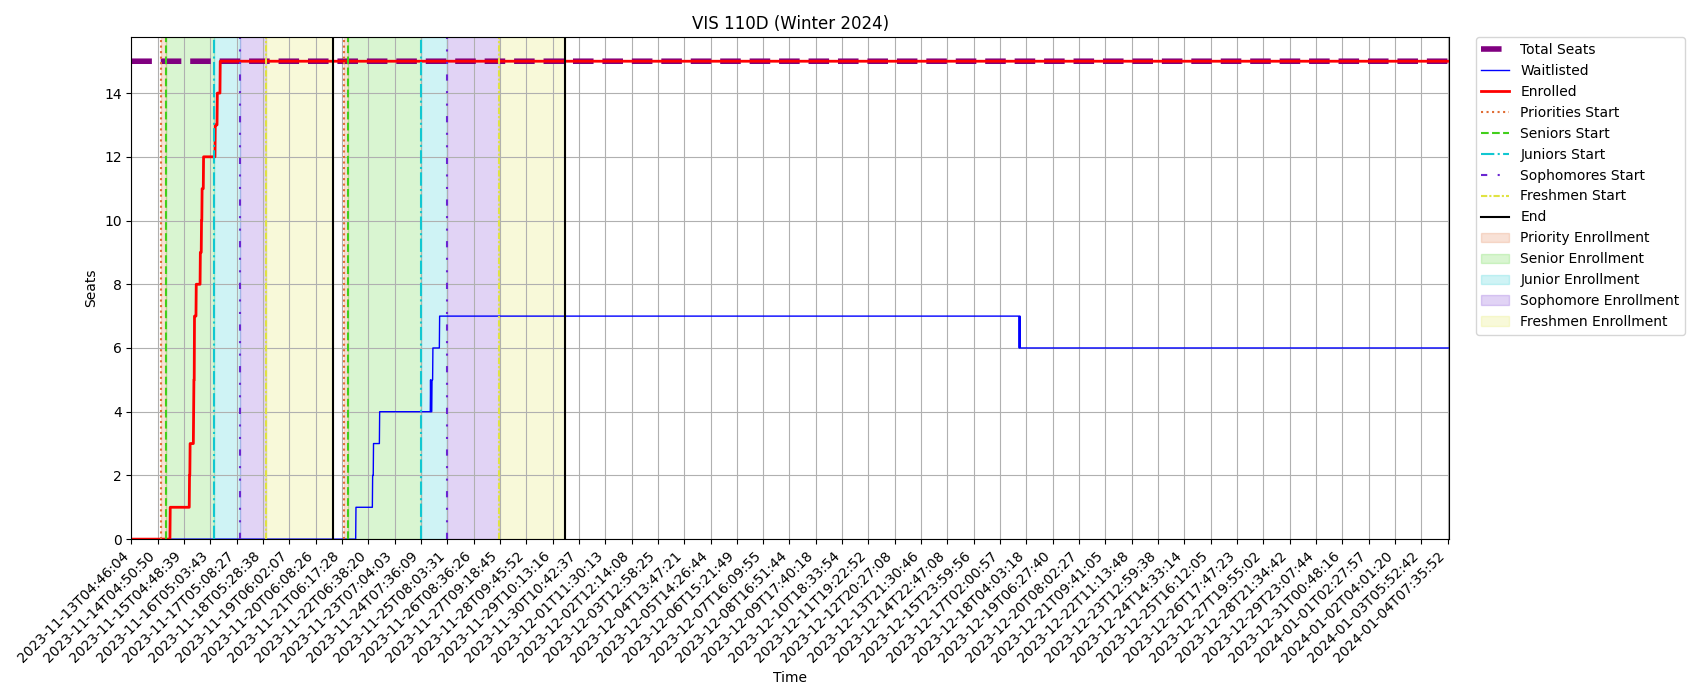 VIS 110D (Winter 2024)
Total Seats
Waitlisted
Enrolled
Priorities Start
Seniors Start
Juniors Start
Sophomores Start
Freshmen Start
End
Priority Enrollment
Senior Enrollment
Junior Enrollment
Sophomore Enrollment
Freshmen Enrollment
Seats
14
12
10
8
6
4
2
0
2023-11-13T04:46:04
2023-11-14T04:50:50
2023-11-15T04:48:39
2023-11-16T05:03:43
2023-11-17T05:08:27
2023-11-18T05:28:38
2023-11-19T06:02:07
2023-11-20T06:08:26
2023-11-21T06:17:28
2023-11-22T06:38:20
2023-11-23T07:04:03
2023-11-24T07:36:09
2023-11-25T08:03:31
2023-11-26T08:36:26
2023-11-27T09:18:45
2023-11-28T09:45:52
2023-11-29T10:13:16
2023-11-30T10:42:37
2023-12-01T11:30:13
2023-12-02T12:14:08
2023-12-03T12:58:25
2023-12-04T13:47:21
2023-12-05T14:26:44
2023-12-06T15:21:49
2023-12-07T16:09:55
2023-12-08T16:51:44
2023-12-09T17:40:18
2023-12-10T18:33:54
2023-12-11T19:22:52
2023-12-12T20:27:08
2023-12-13T21:30:46
2023-12-14T22:47:08
2023-12-15T23:59:56
2023-12-17T02:00:57
2023-12-18T04:03:18
2023-12-19T06:27:40
2023-12-20T08:02:27
2023-12-21T09:41:05
2023-12-22T11:13:48
2023-12-23T12:59:38
2023-12-24T14:33:14
2023-12-25T16:12:05
2023-12-26T17:47:23
2023-12-27T19:55:02
2023-12-28T21:34:42
2023-12-29T23:07:44
2023-12-31T00:48:16
2024-01-01T02:27:57
2024-01-02T04:01:20
2024-01-03T05:52:42
2024-01-04T07:35:52
Time